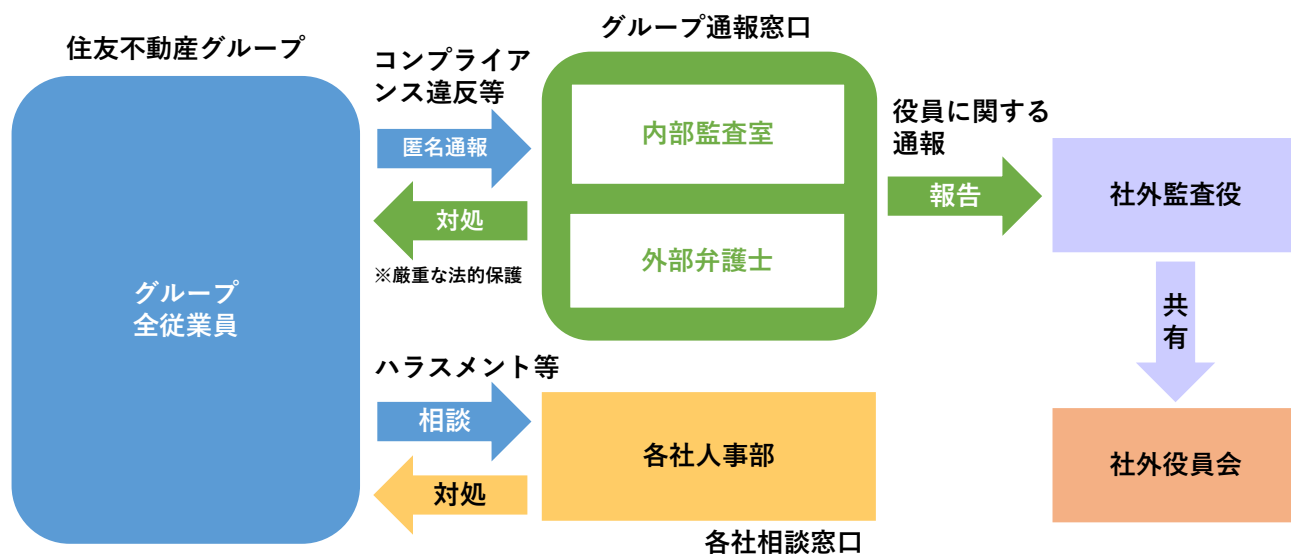 住友不動産グループ
グループ
全従業員
コンプライア
ンス違反等
匿名通報
対処
※厳重な法的保護
ハラスメント等
相談
対処
グループ通報窓口
内部監査室
外部弁護士
各社人事部
各社相談窓口
役員に関する
通報
報告
社外監査役
共
有
社外役員会